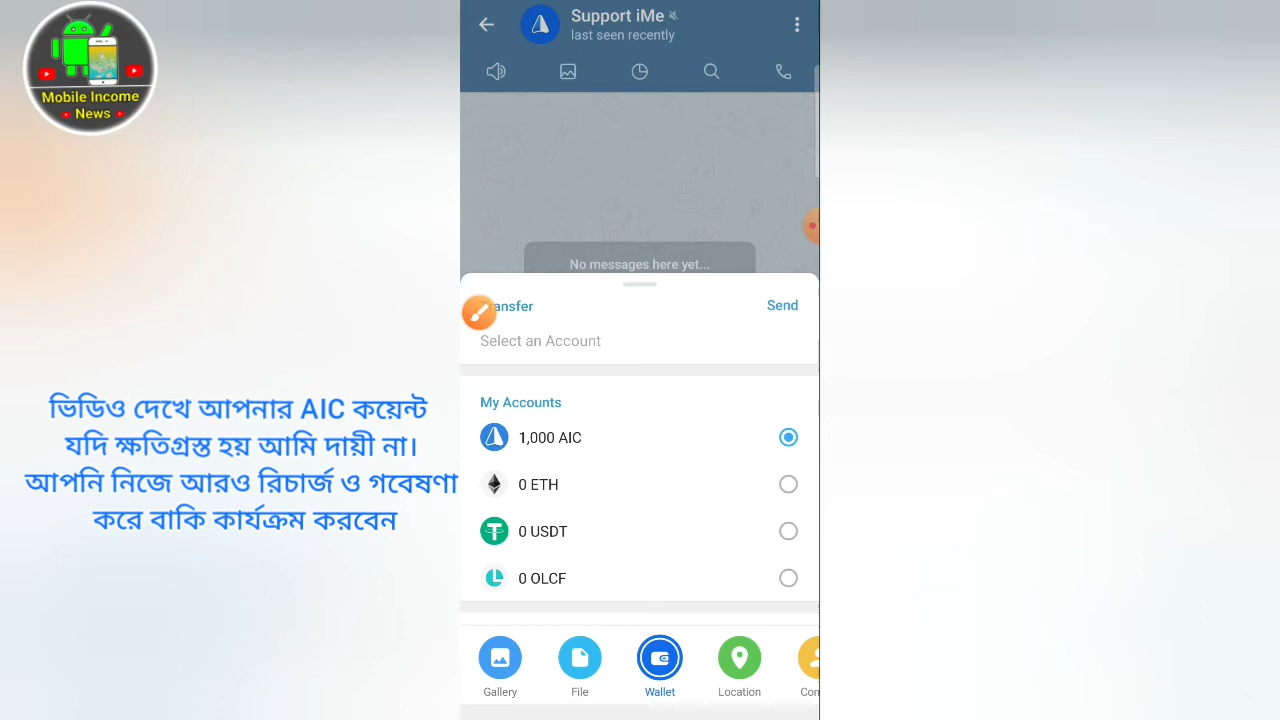 Mobile Income
News
ভিডিও দেখে আপনার AIC কয়েন্ট
যদি ক্ষতিগ্রস্ত হয় আমি দায়ী না।
আপনি নিজে আরও রিচার্জ ও গবেষণা
করে বাকি কার্যক্রম করবেন
Support iMe
last seen recently
No messages here yet...
Send
Select an Account
My Accounts
1,000 AIC
0 ETH
0 USDT
0 OLCF
Gallery File Wallet Location